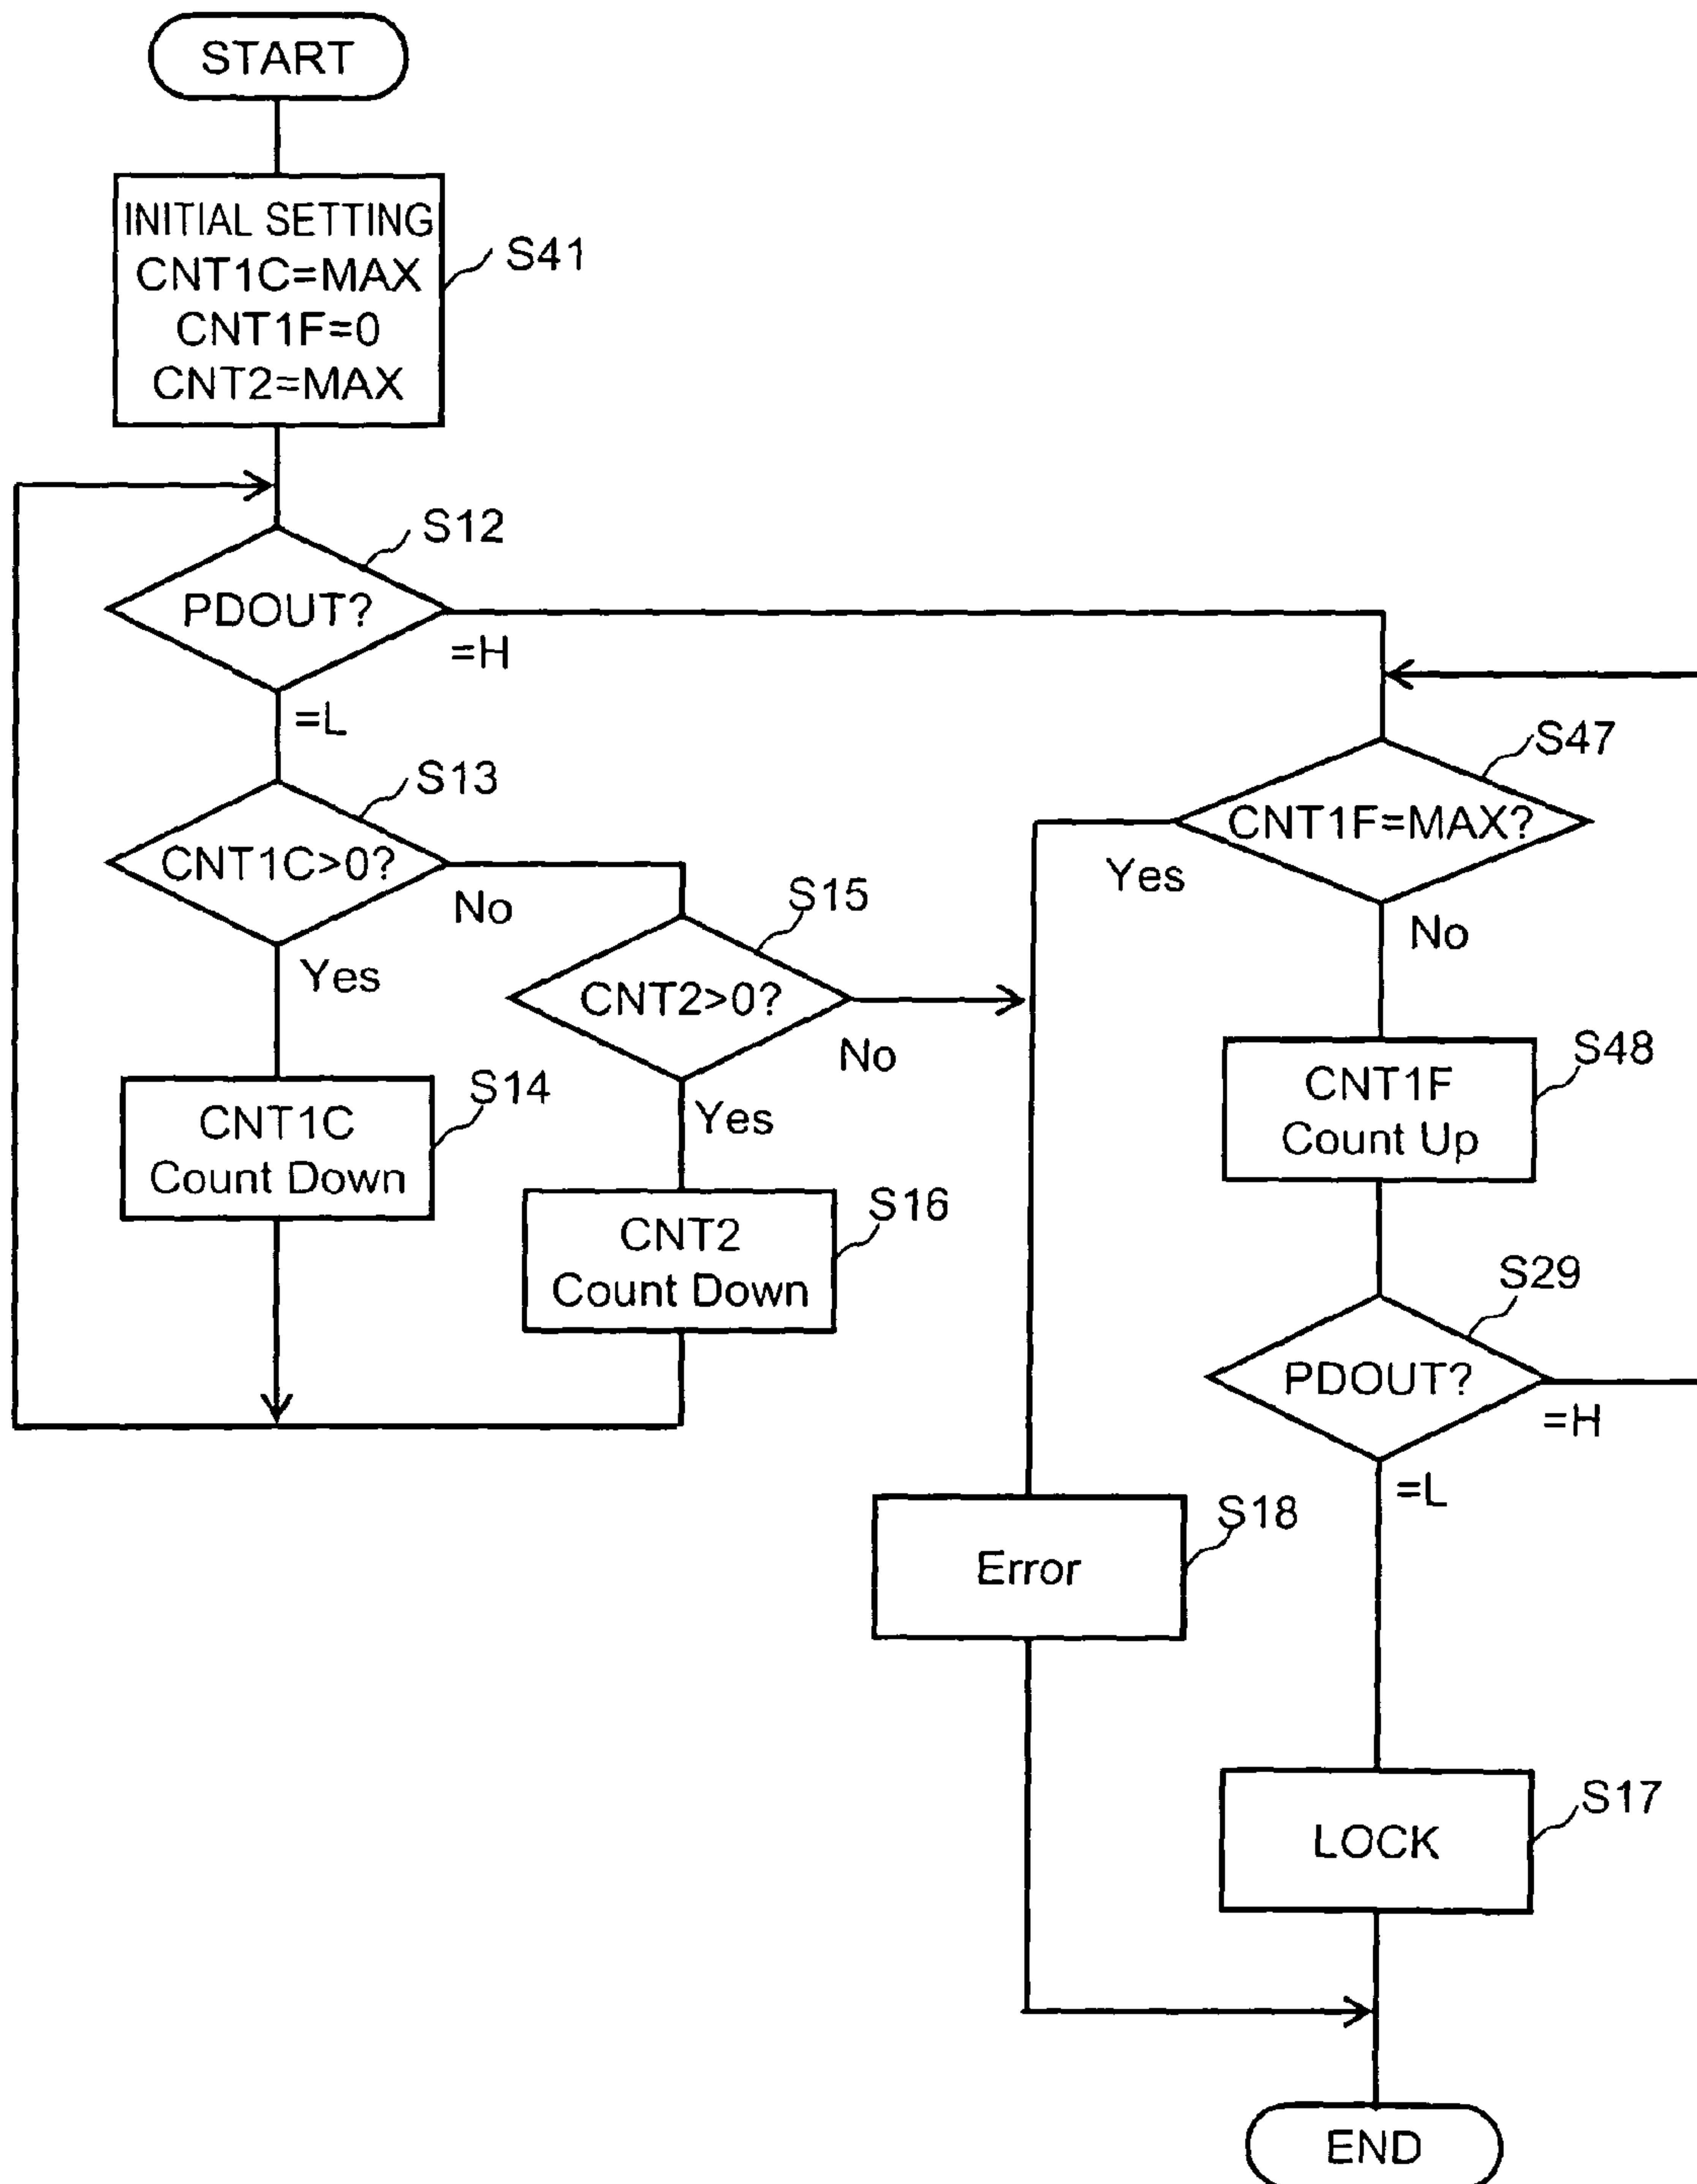 START
INITIAL SETTING
CNT1C=MAX
CNT1F=0
CNT2=MAX
S41
S12
PDOUT?
=H
=L
S13
CNT1C>0?
No
Yes
S14
CNT1C
Count Down
S15
CNT2>0?
No
Yes
S16
CNT2
Count Down
S47
CNT1F=MAX?
Yes
No
S48
CNT1F
Count Up
S29
PDOUT?
=H
=L
S18
Error
S17
LOCK
END